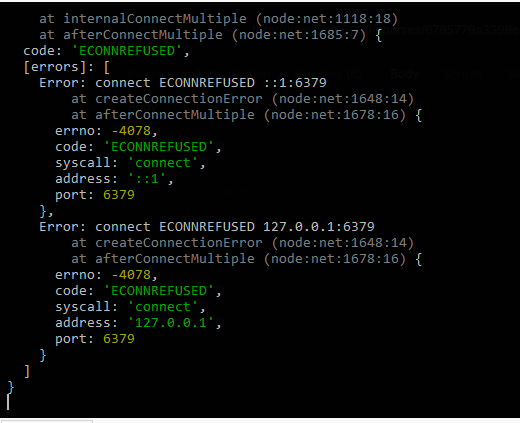 at internalConnectMultiple (node:net:1118:18)
at afterConnectMultiple (node:net:1685:7) {
code: 'ECONNREFUSED',
[errors]: [
Error: connect ECONNREFUSED ::1:6379
at createConnectionError (node:net:1648:14)
at afterConnectMultiple (node:net:1678:16) {
errno: -4078,
code: 'ECONNREFUSED',
syscall: 'connect',
address: '::1',
port: 6379
},
Error: connect ECONNREFUSED 127.0.0.1:6379
at createConnectionError (node:net:1648:14)
at afterConnectMultiple (node:net:1678:16) {
errno: -4078,
code: 'ECONNREFUSED',
syscall: 'connect',
address: '127.0.0.1',
port: 6379
}
]
}